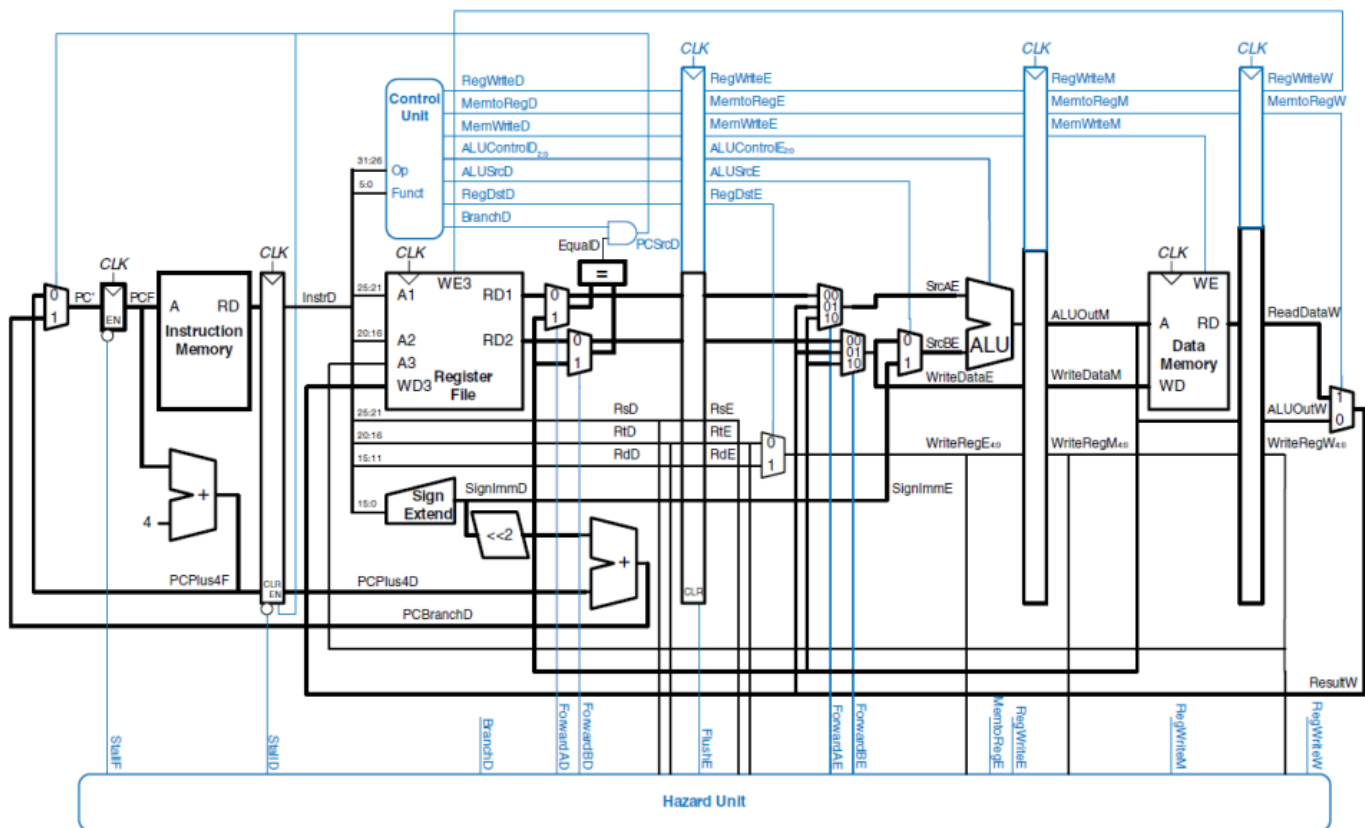 CLK CLK CLK
RegWriteD RegWriteE RegWriteM RegWriteW
Control Unit
MemtoRegD MemtoRegE MemtoRegM MemtoRegW
MemWriteD MemWriteE MemWriteM
ALUControlD2:0 ALUControlE2:0
31:26 Op
ALUSrcD ALUSrcE
5:0 Funct
RegDstD RegDstE
BranchD
EqualD PCSrcD
CLK CLK CLK CLK
=
0 1 PC' PCF EN
A RD
Instruction Memory
InstrD
25:21 A1 WE3 RD1
20:16 A2 RD2
A3
WD3
Register File
0 1
0 1
00 01 10
00 01 10
SrcAE
0 1
SrcBE
ALU
ALUOutM
WE
A RD
Data Memory
WD
ReadDataW
WriteDataE WriteDataM
ALUOutW
1 0
25:21 RsD RsE
20:16 RtD RtE
15:11 RdD RdE
0 1
WriteRegE4:0 WriteRegM4:0 WriteRegW4:0
15:0 Sign Extend
SignImmD SignImmE
+
4
<<2
+
PCPlus4F CLR EN PCPlus4D CLR
PCBranchD
ResultW
StallF
StallD
BranchD
ForwardAD
ForwardBD
FlushE
ForwardAE
ForwardBE
MemtoRegE
RegWriteE
RegWriteM
RegWriteW
Hazard Unit